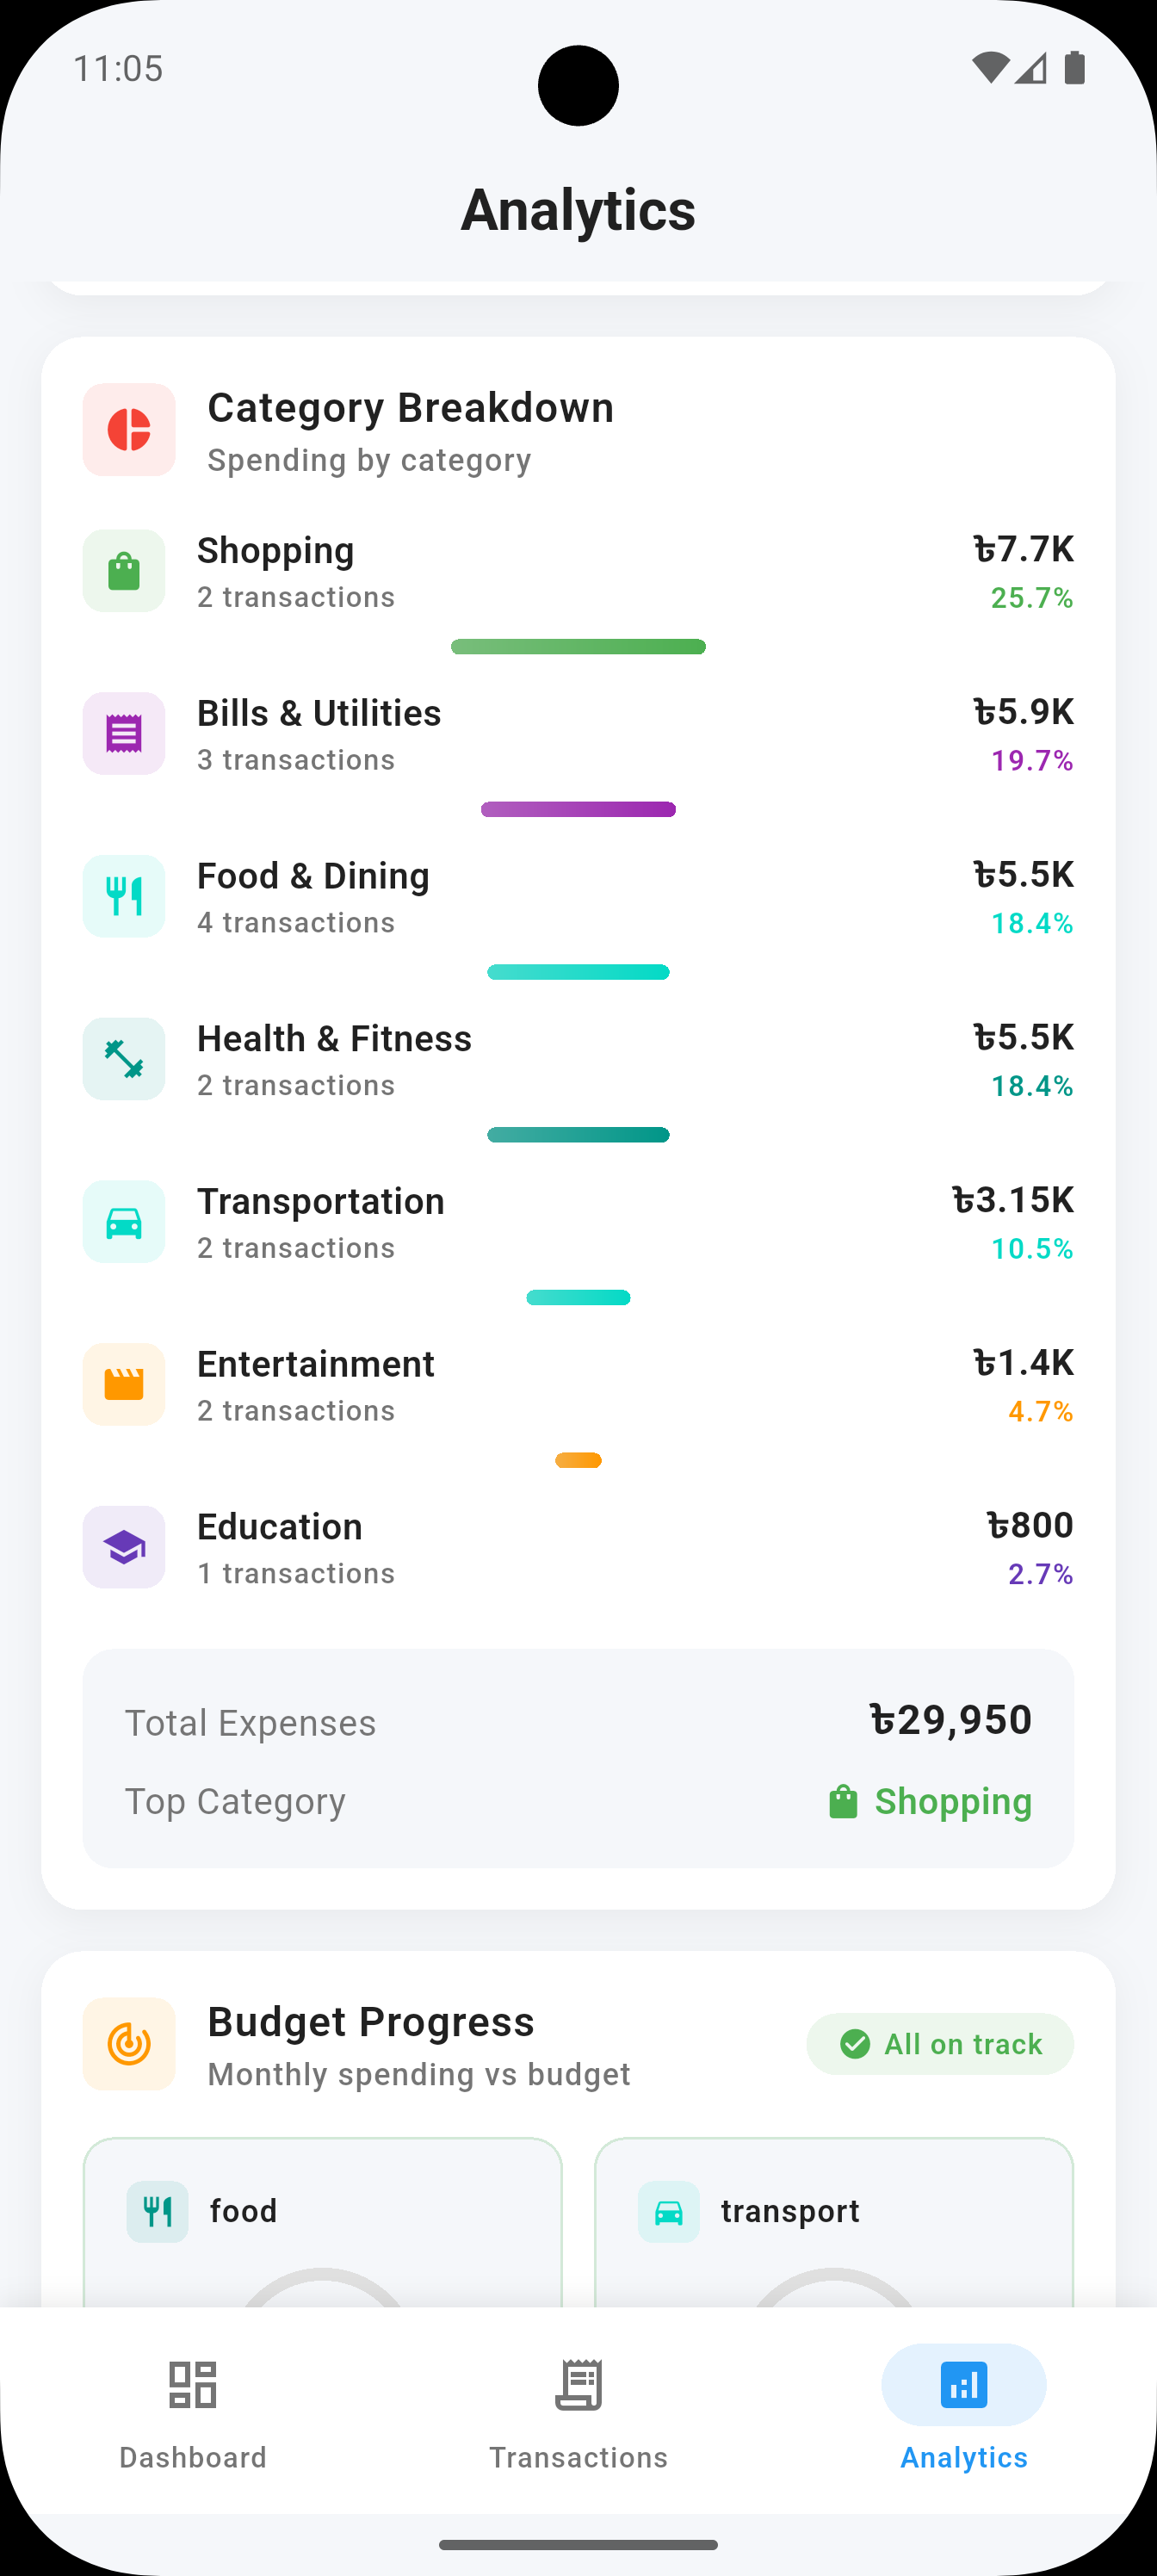 11:05
Analytics
Category Breakdown
Spending by category
Shopping
৳7.7K
2 transactions
25.7%
Bills & Utilities
৳5.9K
3 transactions
19.7%
Food & Dining
৳5.5K
4 transactions
18.4%
Health & Fitness
৳5.5K
2 transactions
18.4%
Transportation
৳3.15K
2 transactions
10.5%
Entertainment
৳1.4K
2 transactions
4.7%
Education
৳800
1 transactions
2.7%
Total Expenses
৳29,950
Top Category
Shopping
Budget Progress
Monthly spending vs budget
All on track
food
transport
Dashboard
Transactions
Analytics